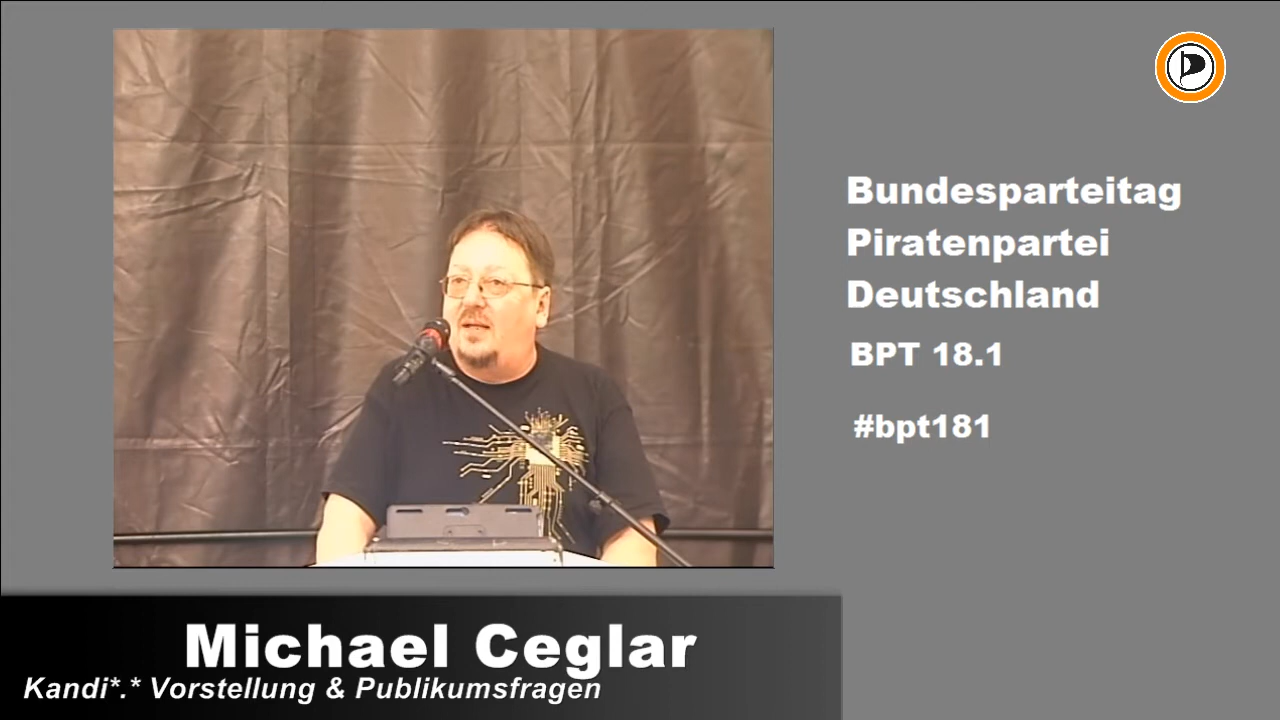 Bundesparteitag
Piratenpartei
Deutschland
BPT 18.1
#bpt181
Michael Ceglar
Kandi*.* Vorstellung & Publikumsfragen